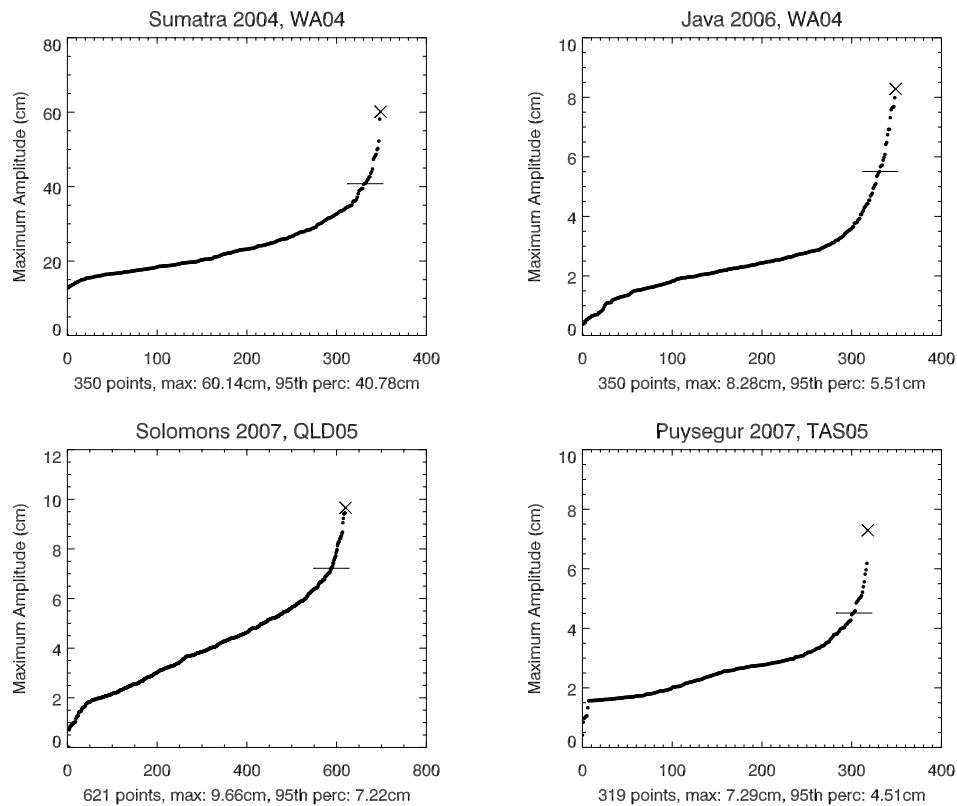 Sumatra 2004, WA04
80
60
40
20
0
Maximum Amplitude (cm)
0 100 200 300 400
350 points, max: 60.14cm, 95th perc: 40.78cm
Java 2006, WA04
10
8
6
4
2
0
Maximum Amplitude (cm)
0 100 200 300 400
350 points, max: 8.28cm, 95th perc: 5.51cm
Solomons 2007, QLD05
12
10
8
6
4
2
0
Maximum Amplitude (cm)
0 200 400 600 800
621 points, max: 9.66cm, 95th perc: 7.22cm
Puysegur 2007, TAS05
10
8
6
4
2
0
Maximum Amplitude (cm)
0 100 200 300 400
319 points, max: 7.29cm, 95th perc: 4.51cm